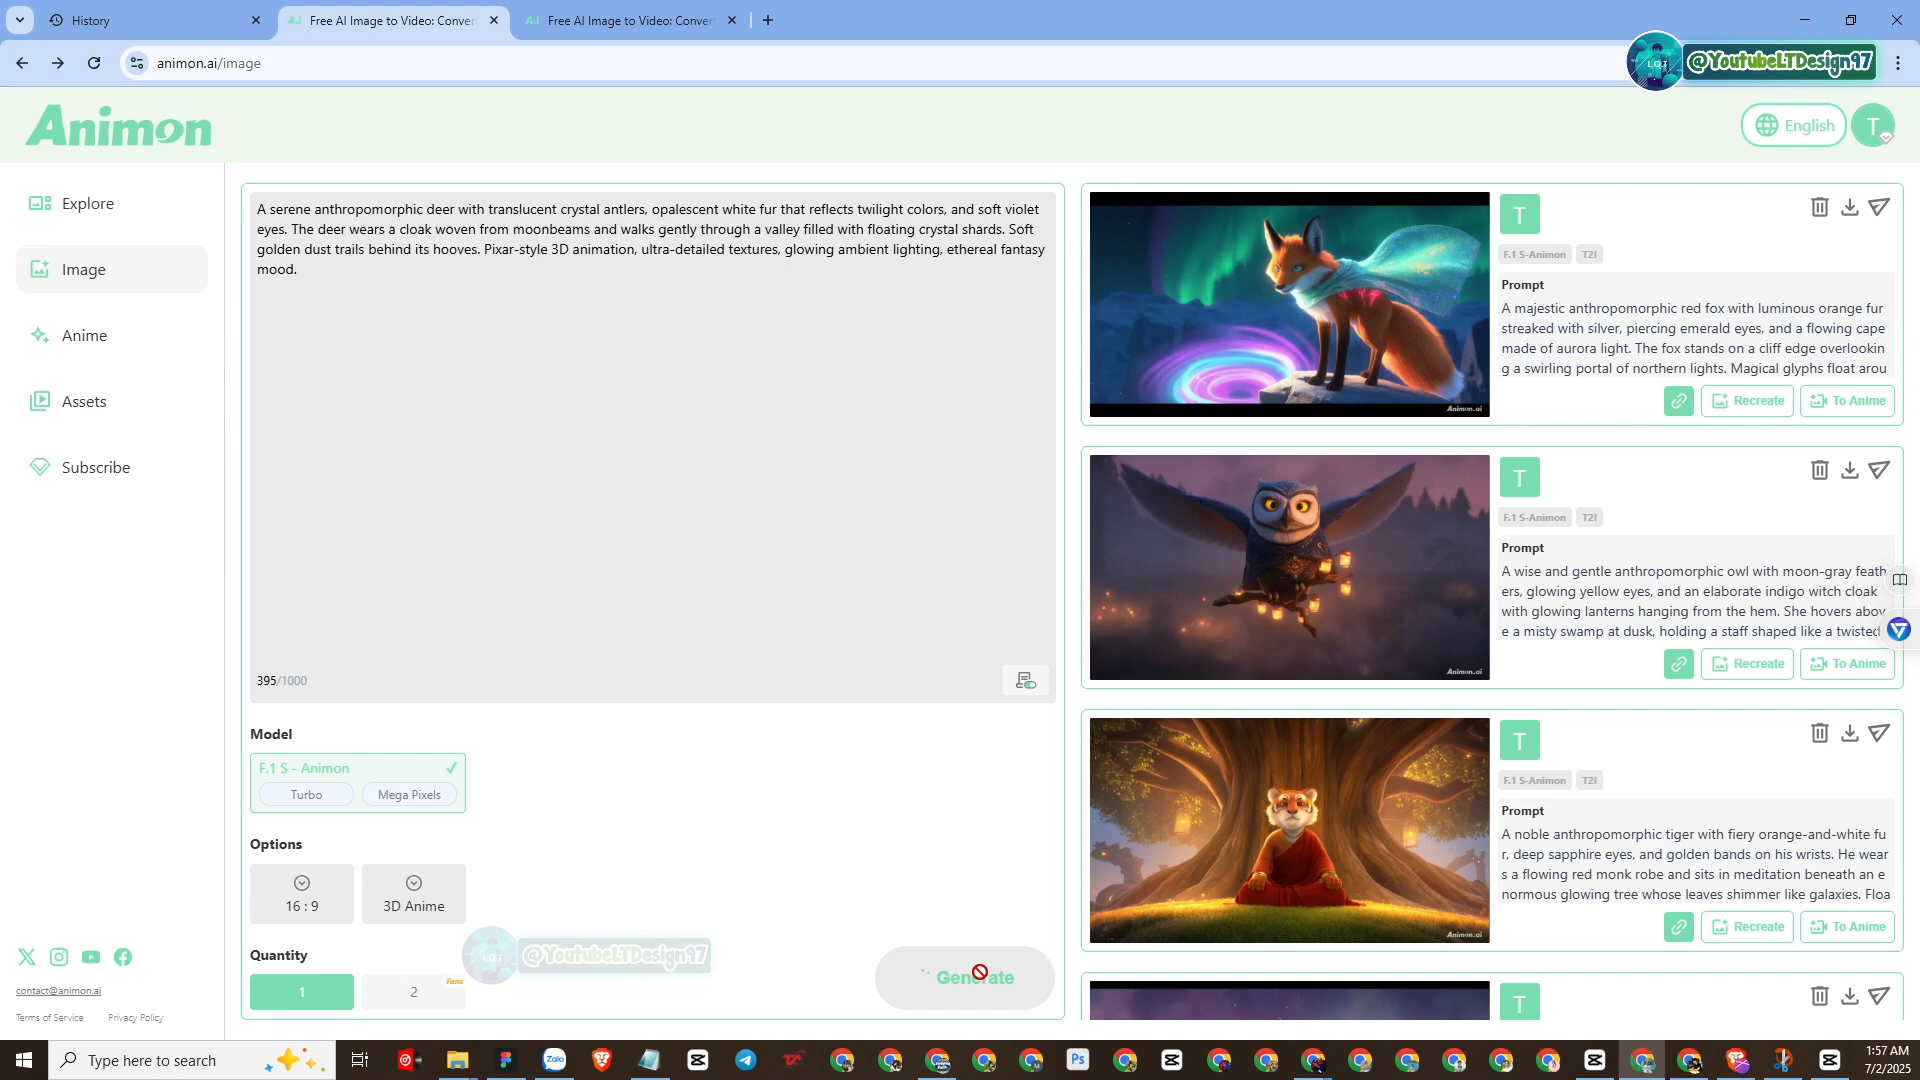 History
Free AI Image to Video: Conver
Free AI Image to Video: Conver
animon.ai/image
L.Q.T
@YoutubeLTDesign97
Animon
English
T
Explore
Image
Anime
Assets
Subscribe
contact@animon.ai
Terms of Service
Privacy Policy
A serene anthropomorphic deer with translucent crystal antlers, opalescent white fur that reflects twilight colors, and soft violet
eyes. The deer wears a cloak woven from moonbeams and walks gently through a valley filled with floating crystal shards. Soft
golden dust trails behind its hooves. Pixar-style 3D animation, ultra-detailed textures, glowing ambient lighting, ethereal fantasy
mood.
395/1000
Model
F.1 S - Animon
Turbo
Mega Pixels
Options
16 : 9
3D Anime
Quantity
1
2
Fans
@YoutubeLTDesign97
Generate
Animon.ai
T
F.1 S-Animon
T2I
Prompt
A majestic anthropomorphic red fox with luminous orange fur
streaked with silver, piercing emerald eyes, and a flowing cape
made of aurora light. The fox stands on a cliff edge overlookin
g a swirling portal of northern lights. Magical glyphs float arou
Recreate
To Anime
Animon.ai
T
F.1 S-Animon
T2I
Prompt
A wise and gentle anthropomorphic owl with moon-gray feath
ers, glowing yellow eyes, and an elaborate indigo witch cloak
with glowing lanterns hanging from the hem. She hovers abov
e a misty swamp at dusk, holding a staff shaped like a twisted
Recreate
To Anime
Animon.ai
T
F.1 S-Animon
T2I
Prompt
A noble anthropomorphic tiger with fiery orange-and-white fu
r, deep sapphire eyes, and golden bands on his wrists. He wear
s a flowing red monk robe and sits in meditation beneath an e
normous glowing tree whose leaves shimmer like galaxies. Floa
Recreate
To Anime
T
Type here to search
Zalo
Ps
1:57 AM
7/2/2025